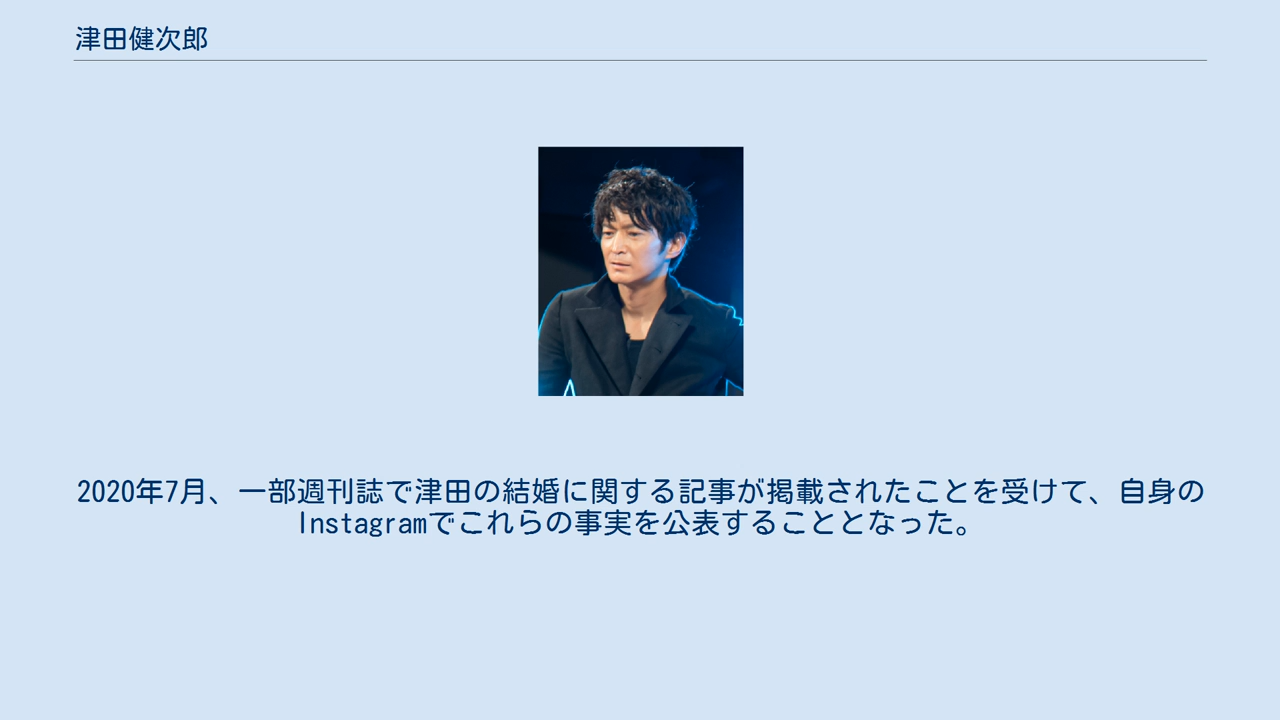 津田健次郎
2020年7月、一部週刊誌で津田の結婚に関する記事が掲載されたことを受けて、自身の
Instagramでこれらの事実を公表することとなった。